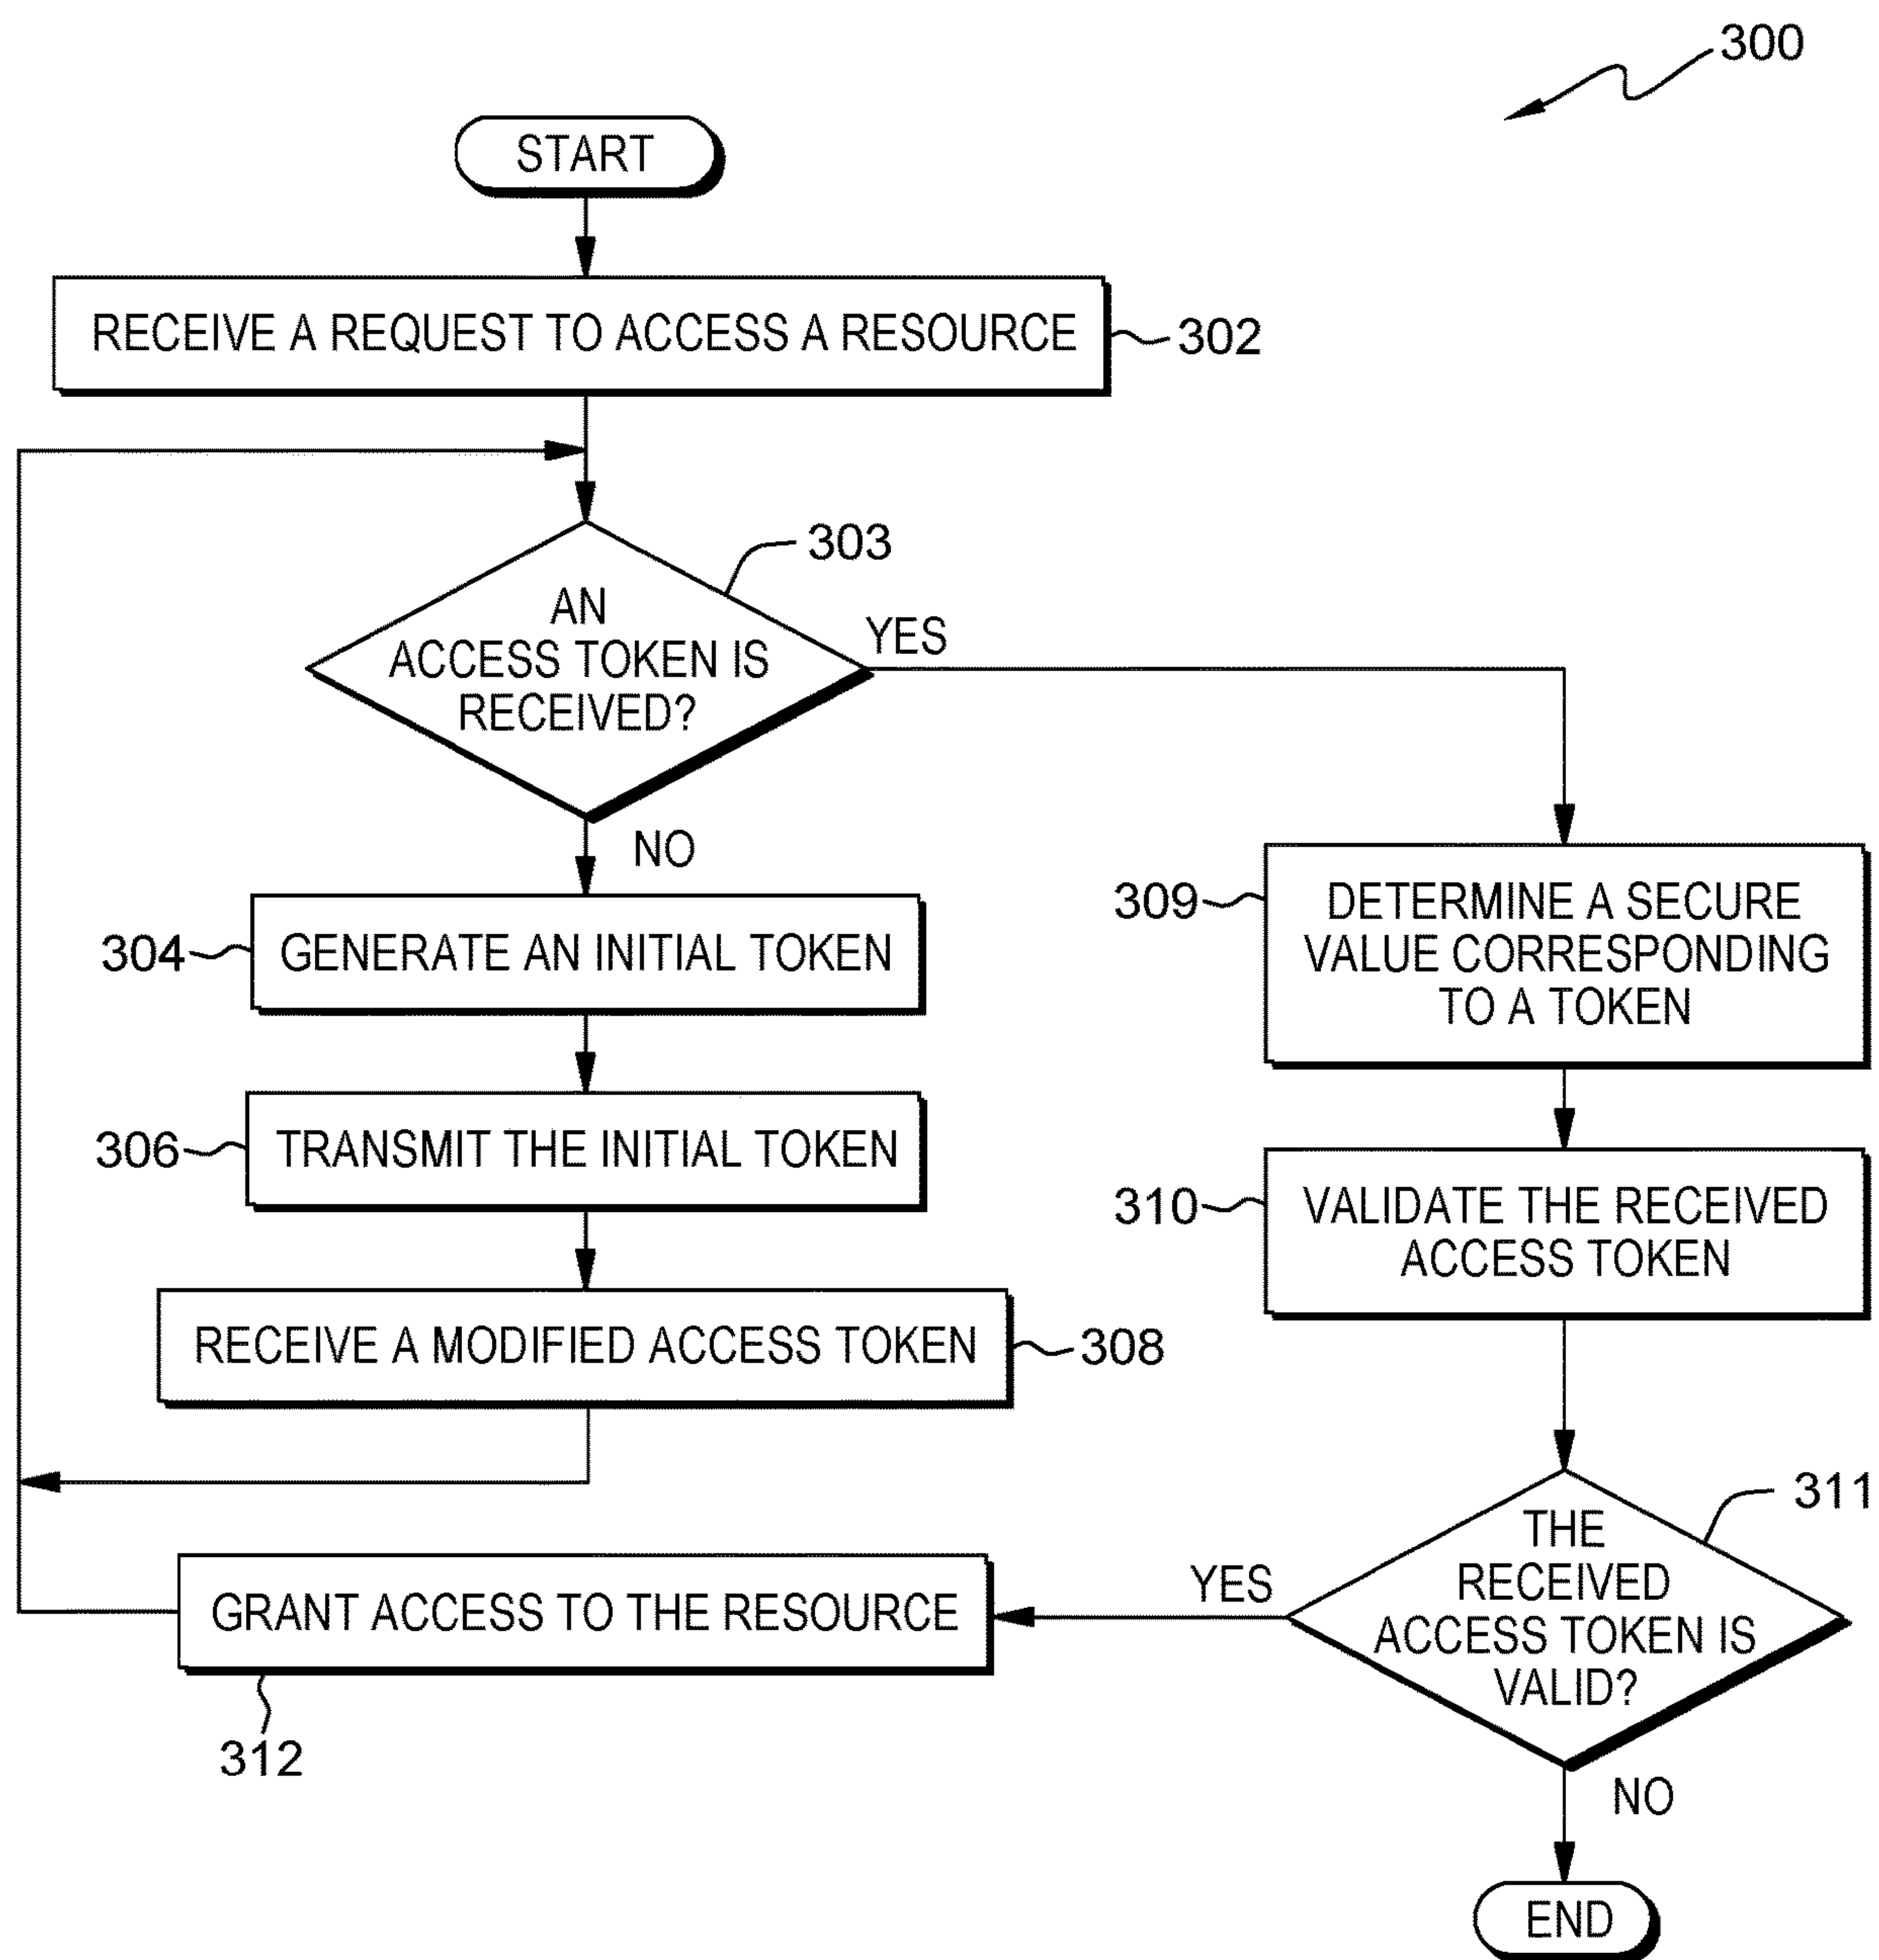 300
START
RECEIVE A REQUEST TO ACCESS A RESOURCE
302
303
AN
ACCESS TOKEN IS
RECEIVED?
YES
NO
304
GENERATE AN INITIAL TOKEN
306
TRANSMIT THE INITIAL TOKEN
RECEIVE A MODIFIED ACCESS TOKEN
308
309
DETERMINE A SECURE
VALUE CORRESPONDING
TO A TOKEN
310
VALIDATE THE RECEIVED
ACCESS TOKEN
311
THE
RECEIVED
ACCESS TOKEN IS
VALID?
YES
GRANT ACCESS TO THE RESOURCE
312
NO
END